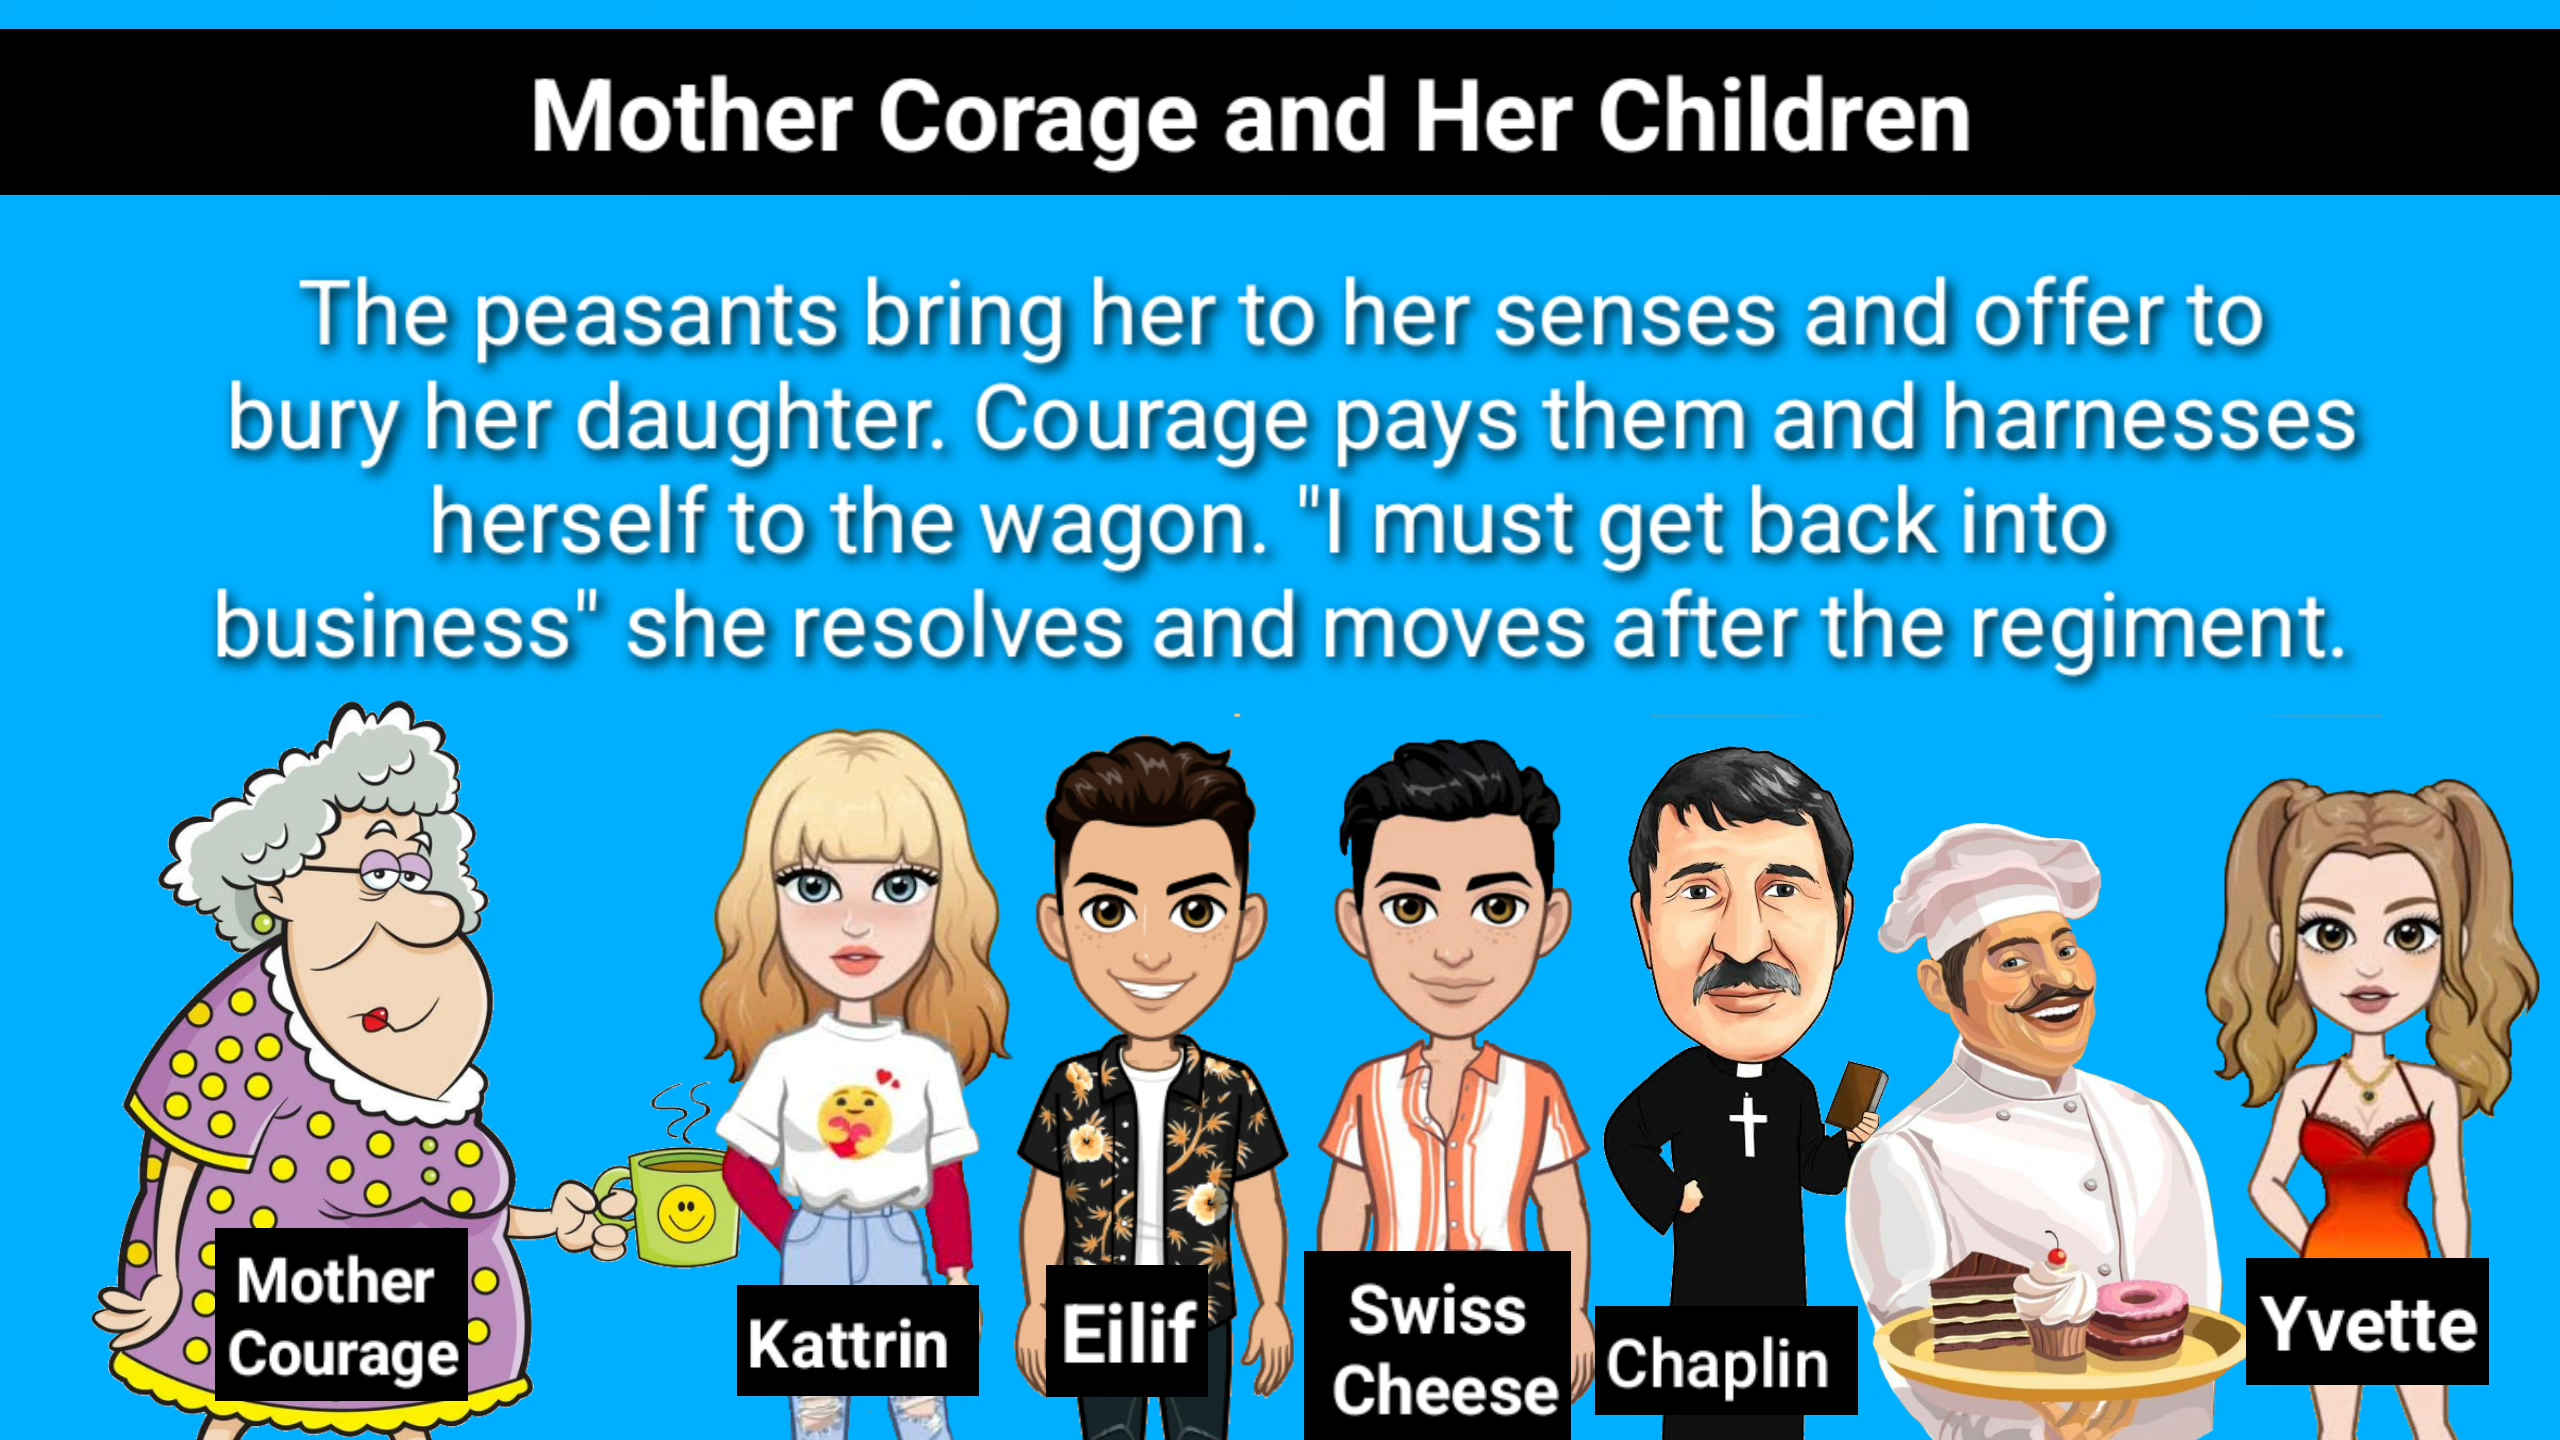 Mother Corage and Her Children
The peasants bring her to her senses and offer to
bury her daughter. Courage pays them and harnesses
herself to the wagon. "I must get back into
business" she resolves and moves after the regiment.
Mother
Courage
Kattrin
Eilif
Swiss
Cheese
Chaplin
Yvette